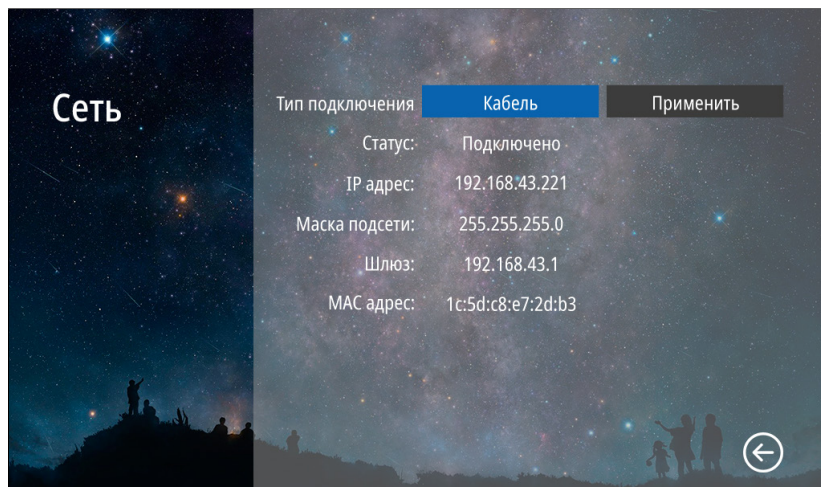 Сеть
Тип подключения Кабель Применить
Статус: Подключено
IP адрес: 192.168.43.221
Маска подсети: 255.255.255.0
Шлюз: 192.168.43.1
MAC адрес: 1c:5d:c8:e7:2d:b3